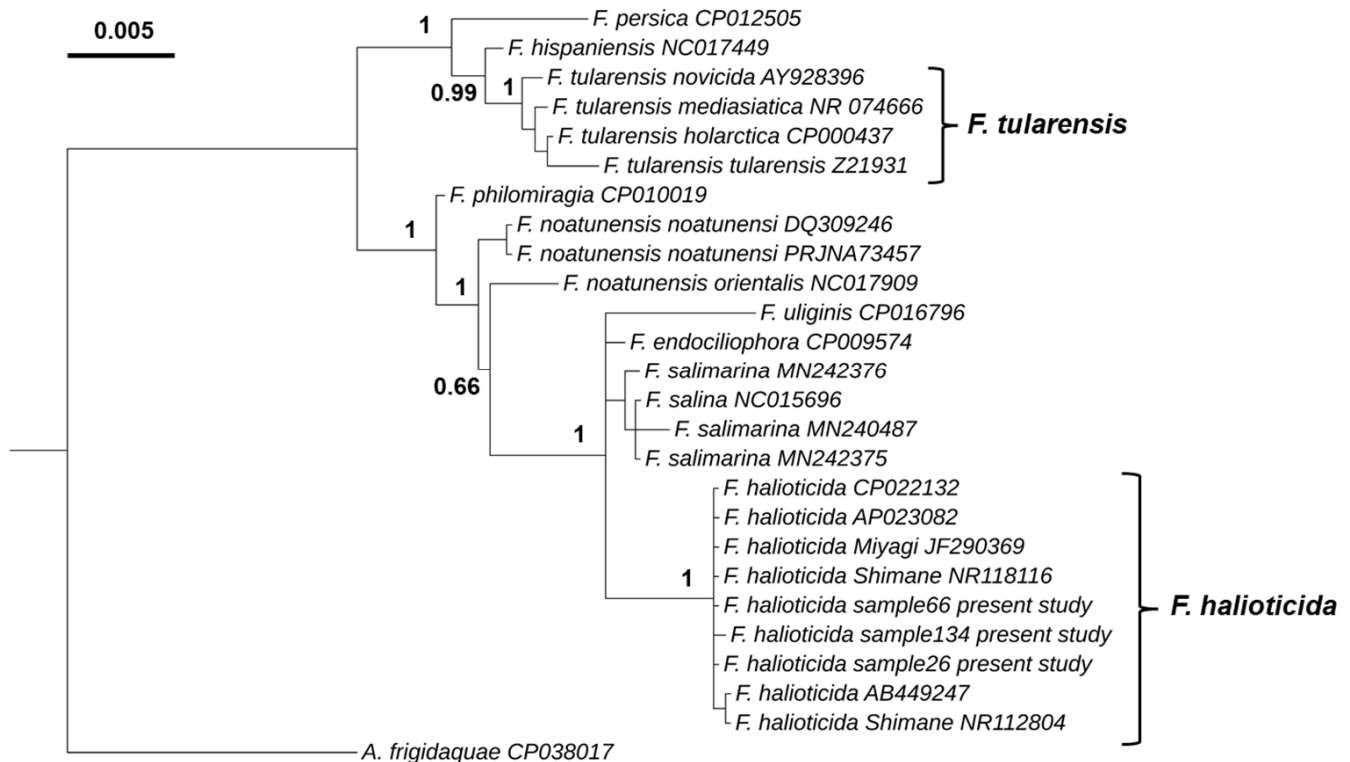 0.005
1
F. persica CP012505
F. hispaniensis NC017449
0.99
1
F. tularensis novicida AY928396
F. tularensis mediasiatica NR 074666
F. tularensis holarctica CP000437
F. tularensis tularensis Z21931
F. tularensis
F. philomiragia CP010019
1
F. noatunensis noatunensi DQ309246
F. noatunensis noatunensi PRJNA73457
1
F. noatunensis orientalis NC017909
F. uliginis CP016796
F. endociliophora CP009574
F. salimarina MN242376
0.66
F. salina NC015696
F. salimarina MN240487
1
F. salimarina MN242375
F. halioticida CP022132
F. halioticida AP023082
F. halioticida Miyagi JF290369
F. halioticida Shimane NR118116
1
F. halioticida sample66 present study
F. halioticida
F. halioticida sample134 present study
F. halioticida sample26 present study
F. halioticida AB449247
F. halioticida Shimane NR112804
A. frigidaquae CP038017